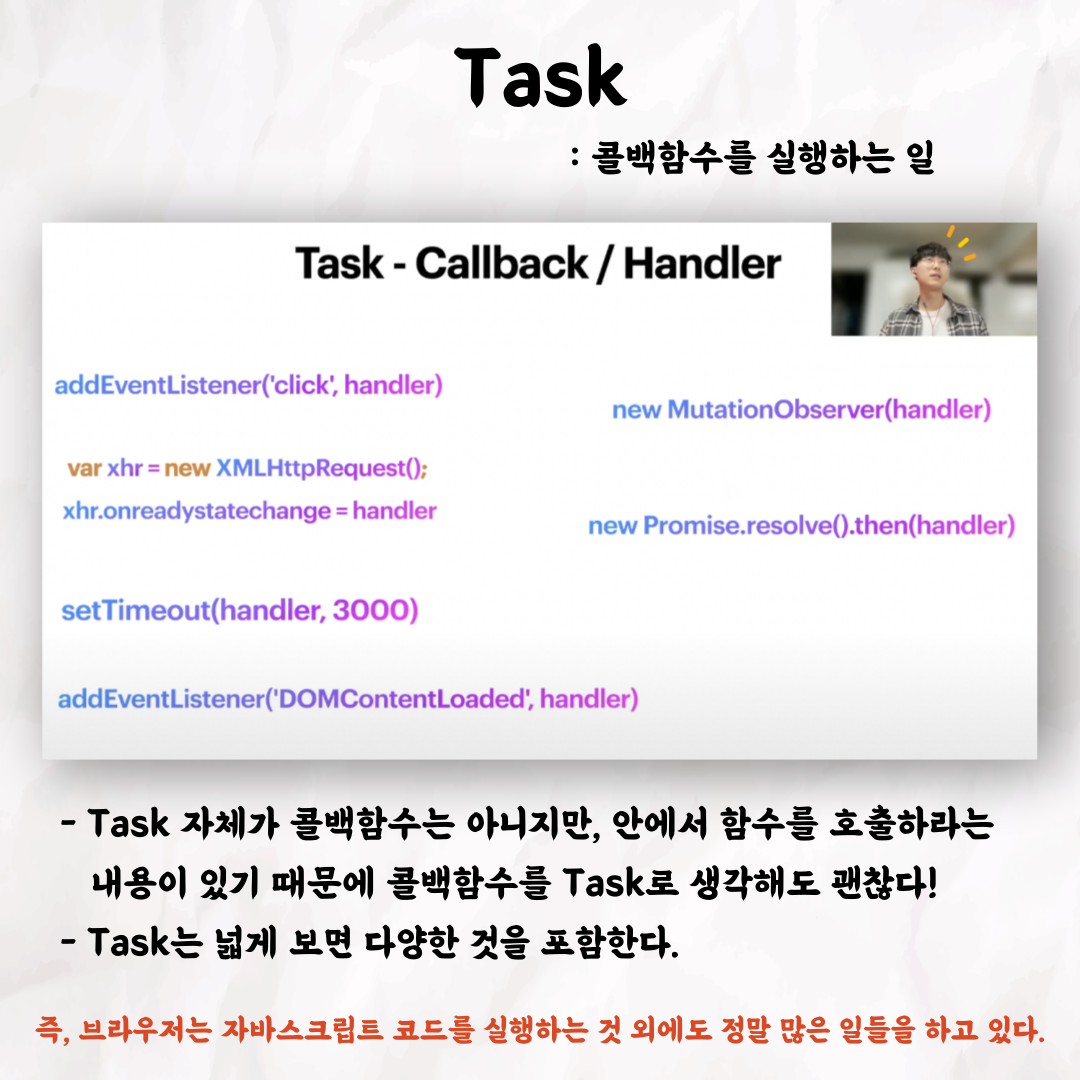 Task
: 콜백함수를 실행하는 일
Task - Callback / Handler
addEventListener('click', handler)
var xhr = new XMLHttpRequest();
xhr.onreadystatechange = handler
setTimeout(handler, 3000)
addEventListener('DOMContentLoaded', handler)
new MutationObserver(handler)
new Promise.resolve().then(handler)
- Task 자체가 콜백함수는 아니지만, 안에서 함수를 호출하라는
내용이 있기 때문에 콜백함수를 Task로 생각해도 괜찮다!
- Task는 넓게 보면 다양한 것을 포함한다.
즉, 브라우저는 자바스크립트 코드를 실행하는 것 외에도 정말 많은 일들을 하고 있다.